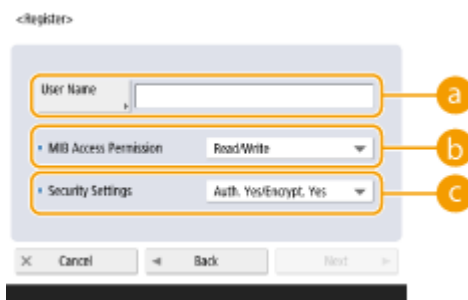 <Register>
User Name
a
MIB Access Permission Read/Write
b
Security Settings Auth. Yes/Encrypt. Yes
c
Cancel Back Next